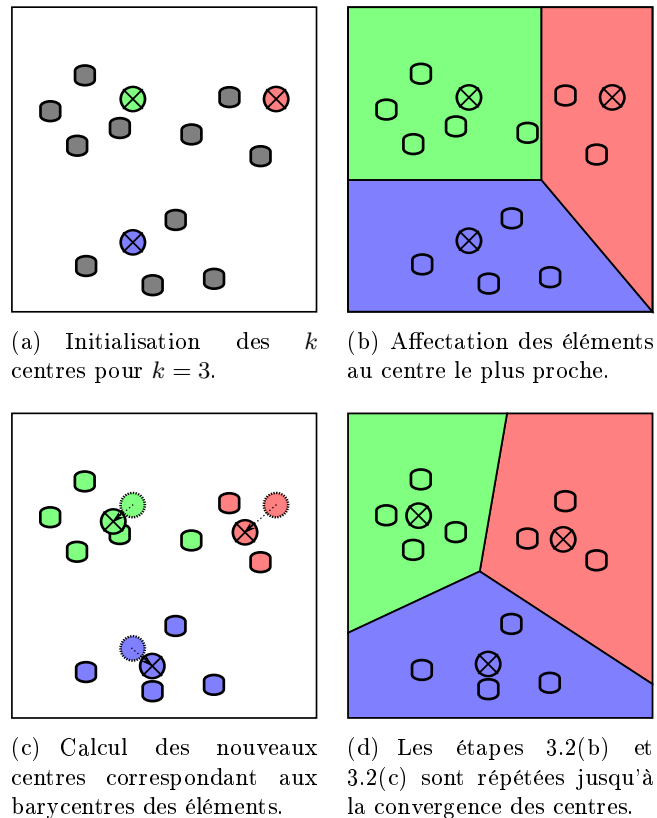 (a) Initialisation des k
centres pour k = 3.
(b) Affectation des éléments
au centre le plus proche.
(c) Calcul des nouveaux
centres correspondant aux
barycentres des éléments.
(d) Les étapes 3.2(b) et
3.2(c) sont répétées jusqu'à
la convergence des centres.